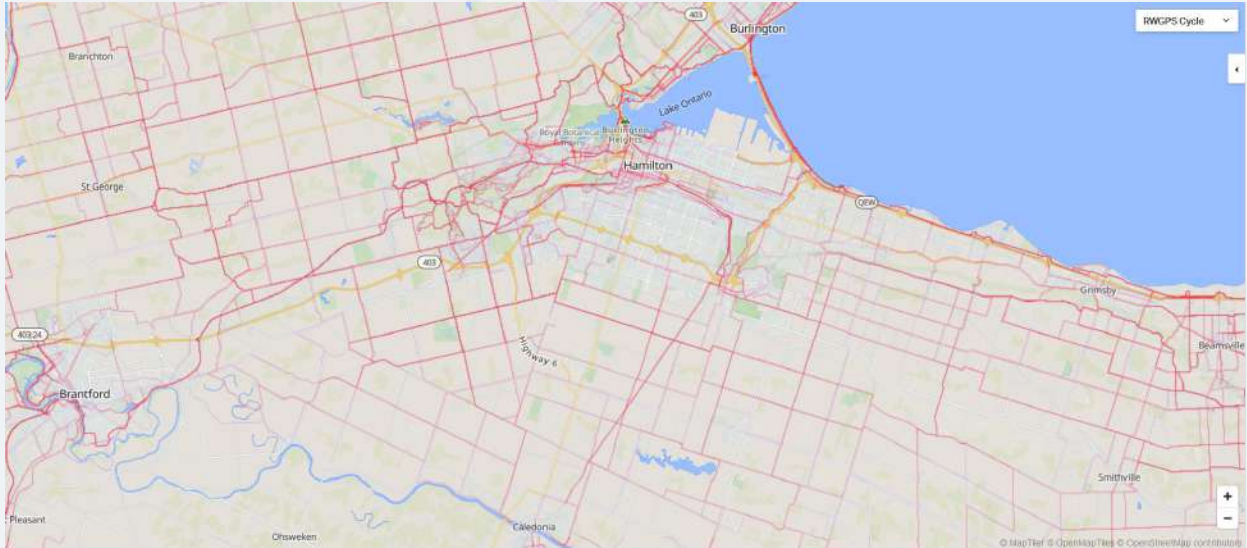 RWGPS Cycle
403
Burlington
Branchton
Lake Ontario
Royal Botanical
Gardens
Burlington
Heights
Hamilton
St George
QEW
403
Grimsby
403;24
Beamsville
Highway 6
Brantford
Smithville
+
−
t Pleasant
Caledonia
Ohsweken
© MapTiler © OpenMapTiles © OpenStreetMap contributors